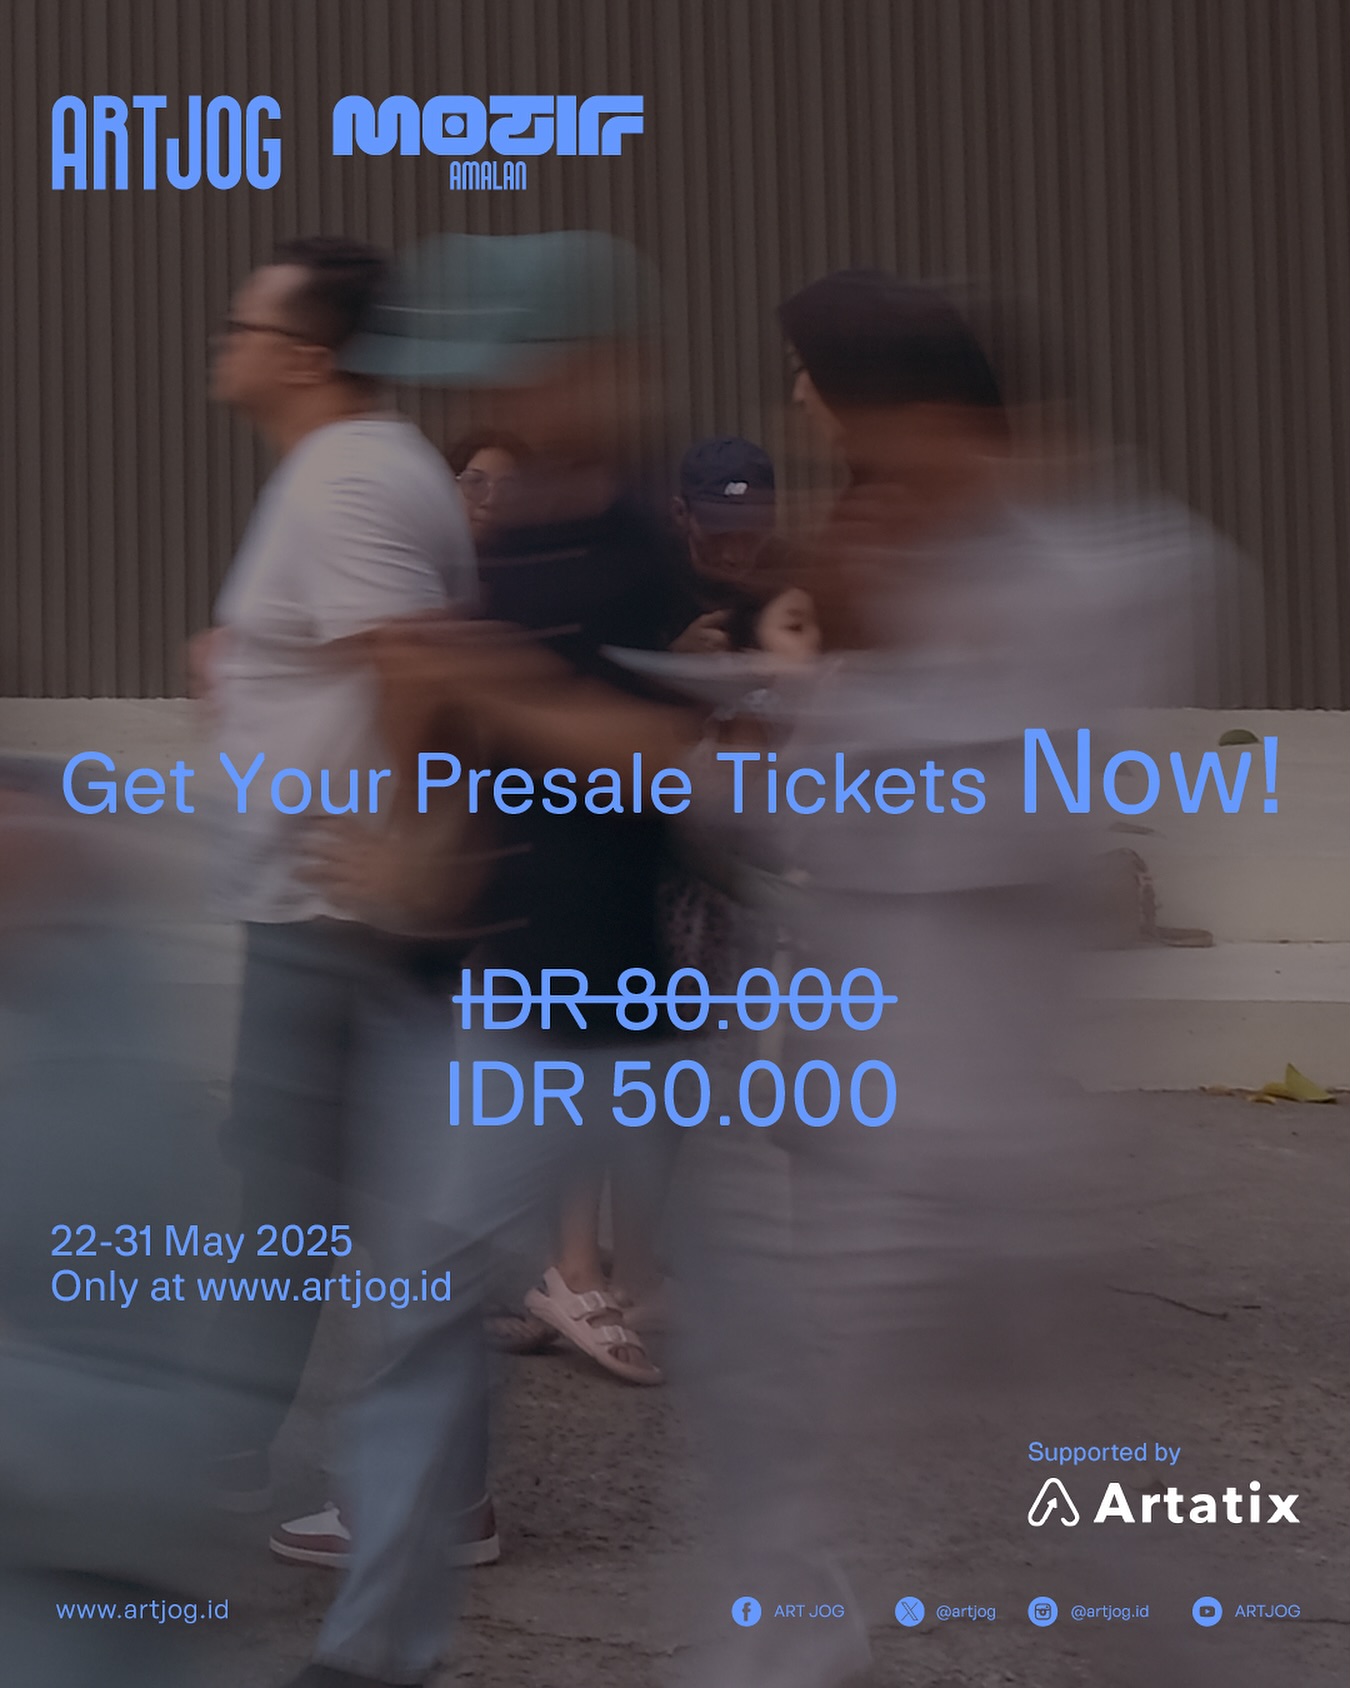 ARTJOG
MOTIF
AMALAN
Get Your Presale Tickets Now!
IDR 80.000
IDR 50.000
22-31 May 2025
Only at www.artjog.id
Supported by
Artatix
www.artjog.id
ART JOG
@artjog
@artjog.id
ARTJOG